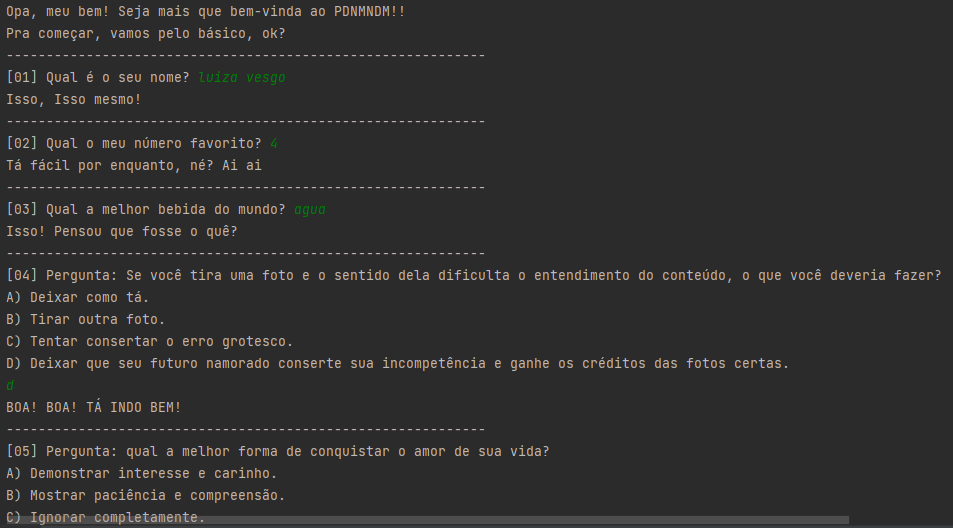 Opa, meu bem! Seja mais que bem-vinda ao PDNMNDM!!
Pra começar, vamos pelo básico, ok?
------------------------------------------------------------
[01] Qual é o seu nome? luiza vesgo
Isso, Isso mesmo!
------------------------------------------------------------
[02] Qual o meu número favorito? 4
Tá fácil por enquanto, né? Ai ai
------------------------------------------------------------
[03] Qual a melhor bebida do mundo? agua
Isso! Pensou que fosse o quê?
------------------------------------------------------------
[04] Pergunta: Se você tira uma foto e o sentido dela dificulta o entendimento do conteúdo, o que você deveria fazer?
A) Deixar como tá.
B) Tirar outra foto.
C) Tentar consertar o erro grotesco.
D) Deixar que seu futuro namorado conserte sua incompetência e ganhe os créditos das fotos certas.
d
BOA! BOA! TÁ INDO BEM!
------------------------------------------------------------
[05] Pergunta: qual a melhor forma de conquistar o amor de sua vida?
A) Demonstrar interesse e carinho.
B) Mostrar paciência e compreensão.
C) Ignorar completamente.